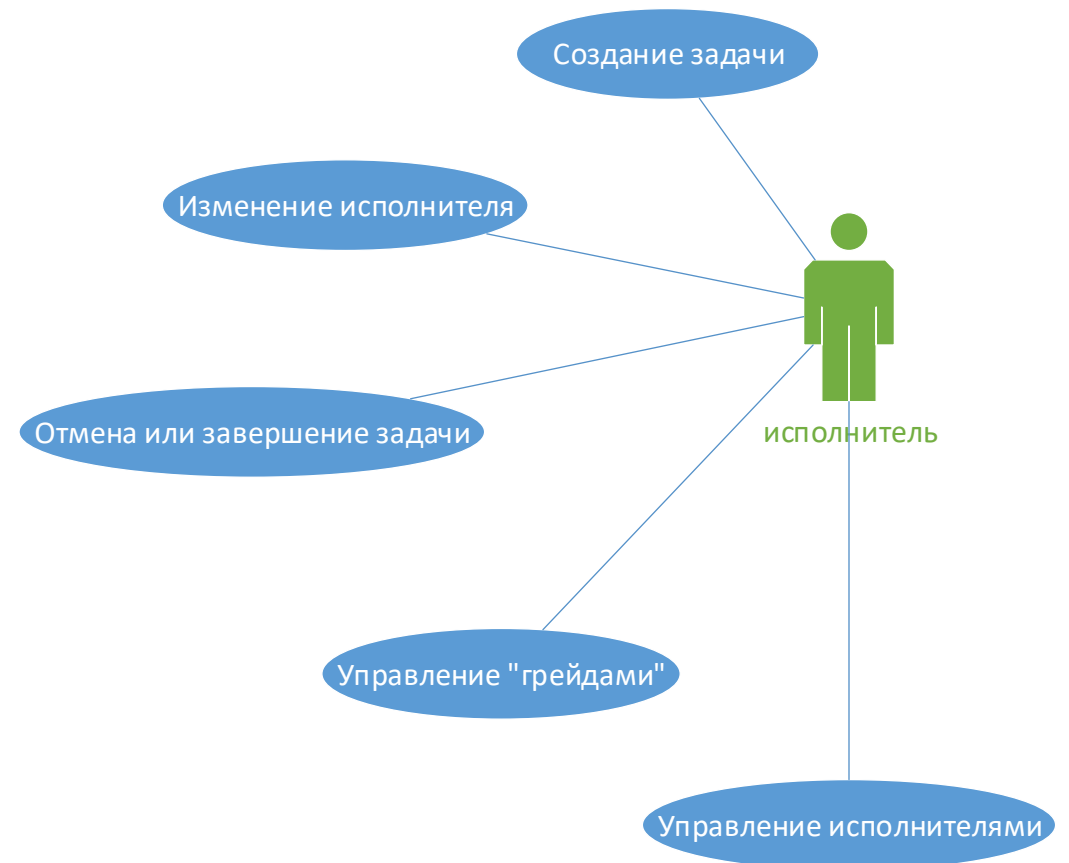 Создание задачи
Изменение исполнителя
Отмена или завершение задачи
исполнитель
Управление "грейдами"
Управление исполнителями